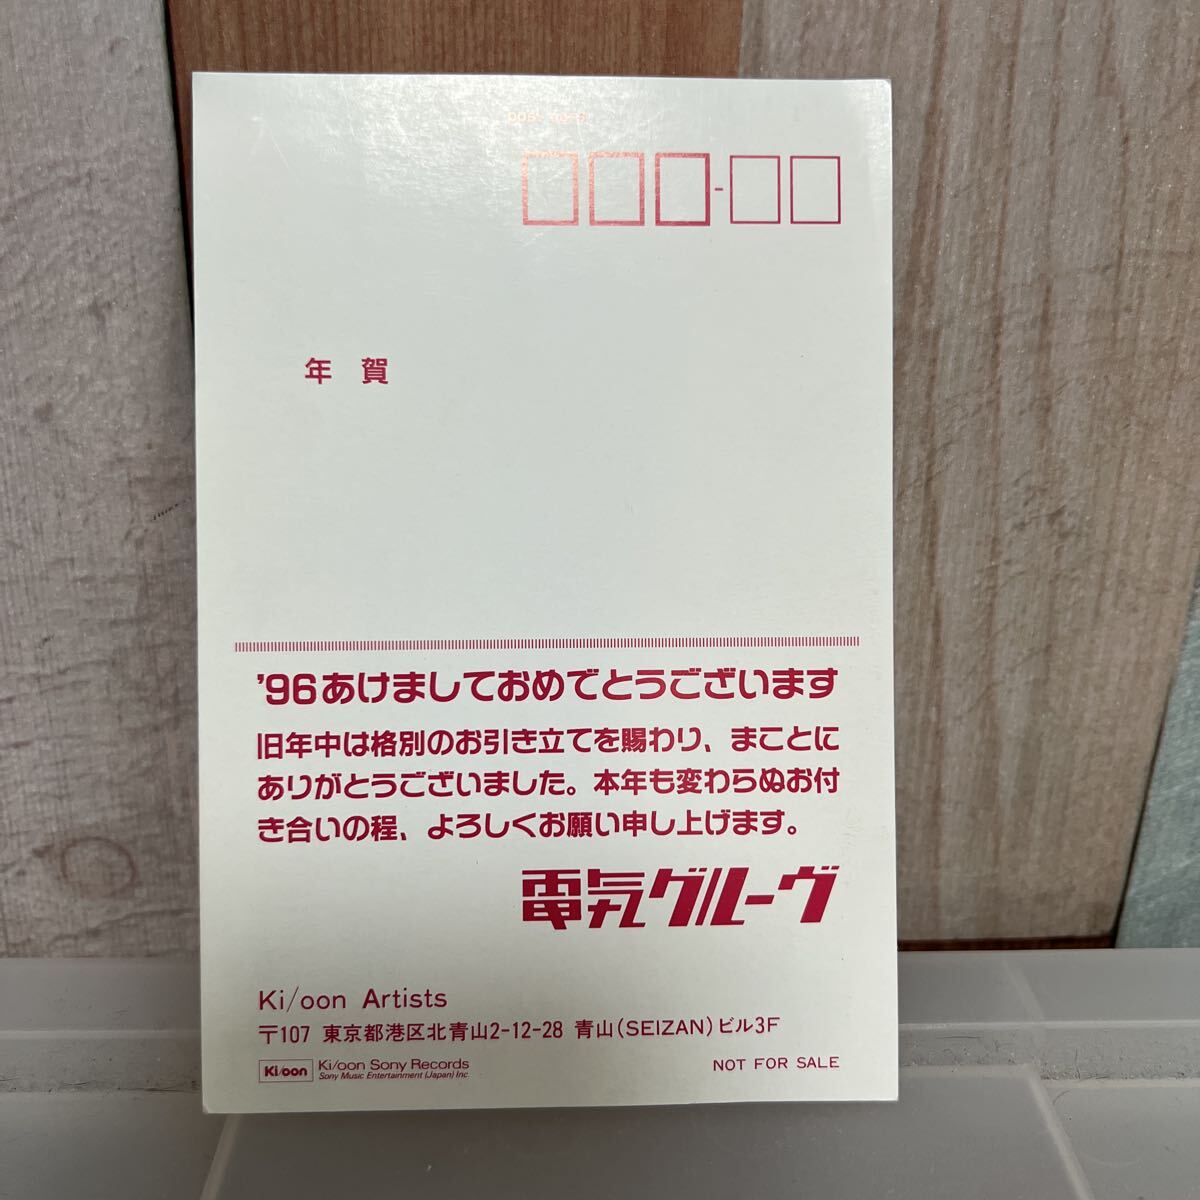 年賀
'96あけましておめでとうございます
旧年中は格別のお引き立てを賜わり、まことに
ありがとうございました。本年も変わらぬお付
き合いの程、よろしくお願い申し上げます。
電気グルーヴ
Ki/oon Artists
〒107 東京都港区北青山2-12-28 青山(SEIZAN)ビル3F
Ki/oon Ki/oon Sony Records
Sony Music Entertainment (Japan) Inc.
NOT FOR SALE